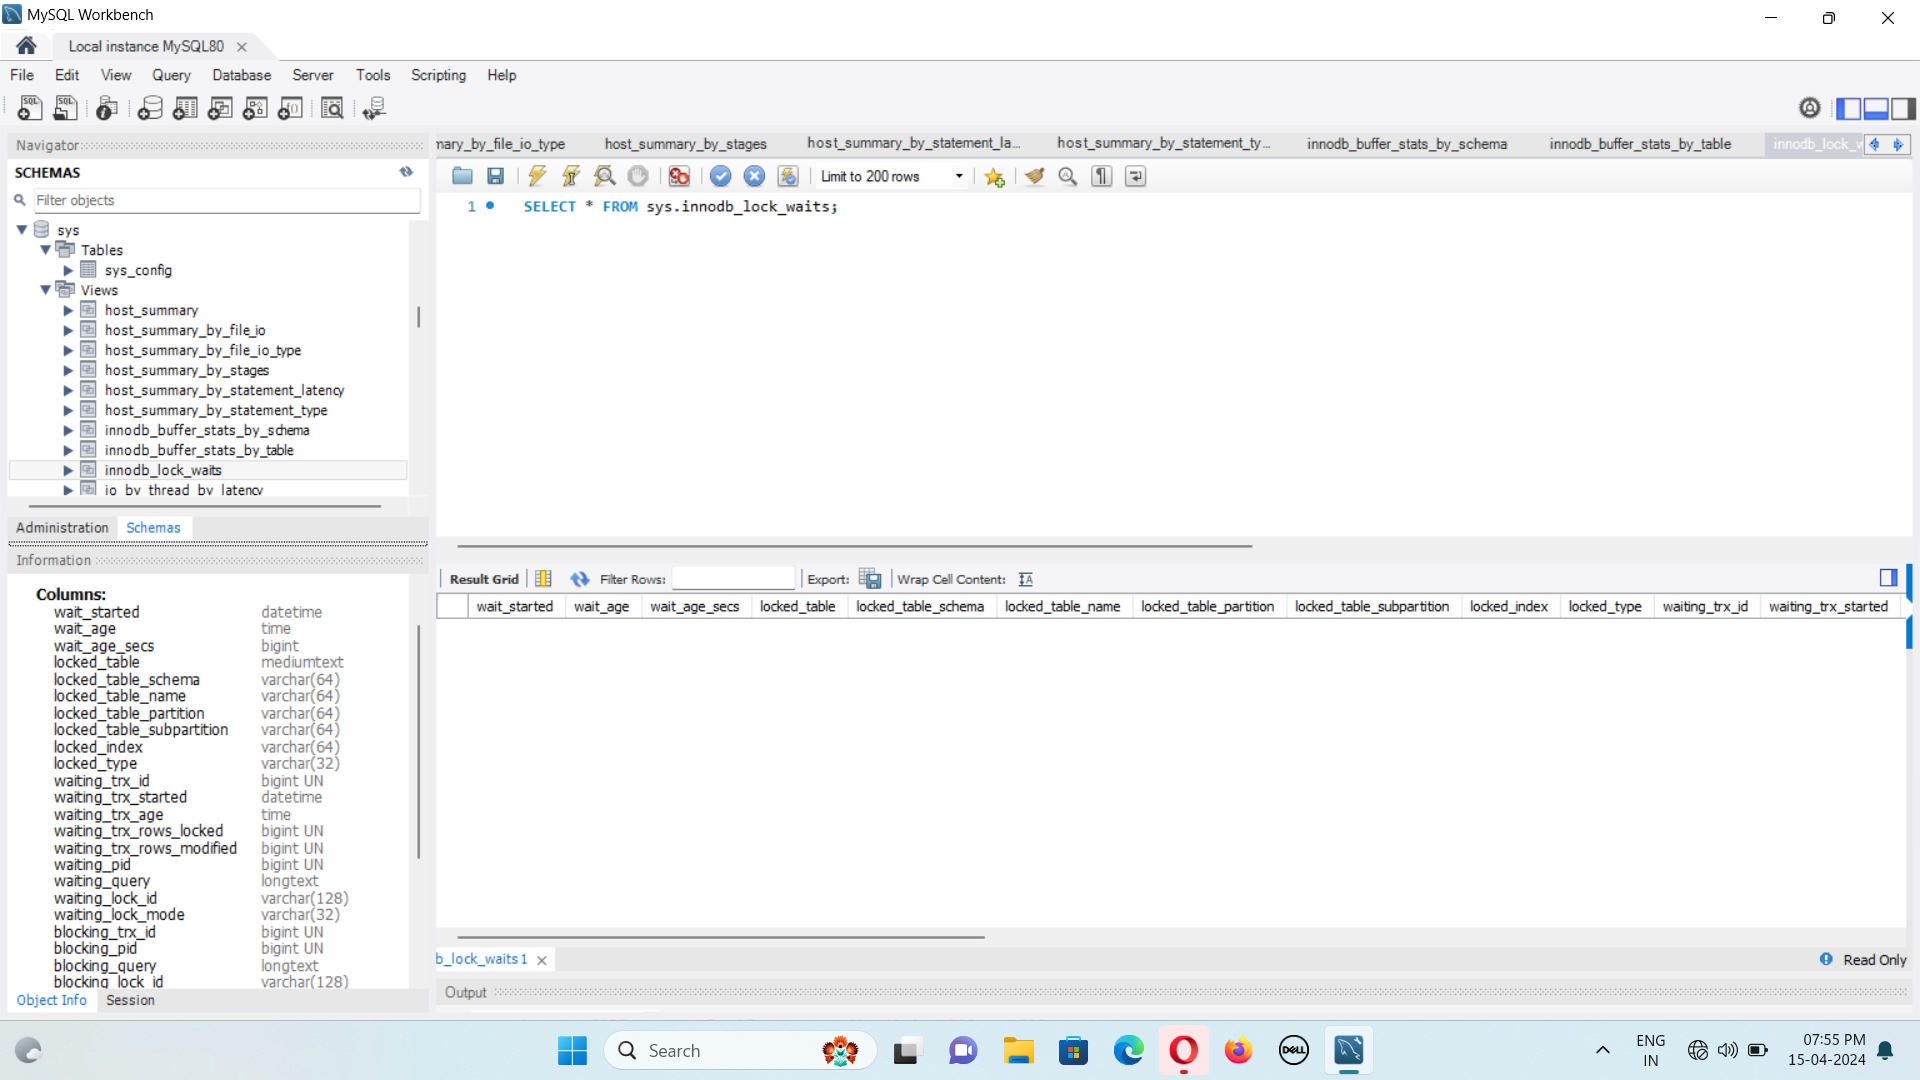 MySQL Workbench
Local instance MySQL80
File Edit View Query Database Server Tools Scripting Help
Navigator
SCHEMAS
Filter objects
sys
Tables
sys_config
Views
host_summary
host_summary_by_file_io
host_summary_by_file_io_type
host_summary_by_stages
host_summary_by_statement_latency
host_summary_by_statement_type
innodb_buffer_stats_by_schema
innodb_buffer_stats_by_table
innodb_lock_waits
io_by_thread_by_latency
Administration Schemas
Information
Columns:
wait_started datetime
wait_age time
wait_age_secs bigint
locked_table mediumtext
locked_table_schema varchar(64)
locked_table_name varchar(64)
locked_table_partition varchar(64)
locked_table_subpartition varchar(64)
locked_index varchar(64)
locked_type varchar(32)
waiting_trx_id bigint UN
waiting_trx_started datetime
waiting_trx_age time
waiting_trx_rows_locked bigint UN
waiting_trx_rows_modified bigint UN
waiting_pid bigint UN
waiting_query longtext
waiting_lock_id varchar(128)
waiting_lock_mode varchar(32)
blocking_trx_id bigint UN
blocking_pid bigint UN
blocking_query longtext
blocking_lock_id varchar(128)
Object Info Session
mary_by_file_io_type host_summary_by_stages host_summary_by_statement_la... host_summary_by_statement_ty... innodb_buffer_stats_by_schema innodb_buffer_stats_by_table innodb_lock_w
Limit to 200 rows
1 SELECT * FROM sys.innodb_lock_waits;
Result Grid Filter Rows: Export: Wrap Cell Content:
wait_started wait_age wait_age_secs locked_table locked_table_schema locked_table_name locked_table_partition locked_table_subpartition locked_index locked_type waiting_trx_id waiting_trx_started
b_lock_waits 1
Read Only
Output
Search
DELL
ENG
IN
07:55 PM
15-04-2024